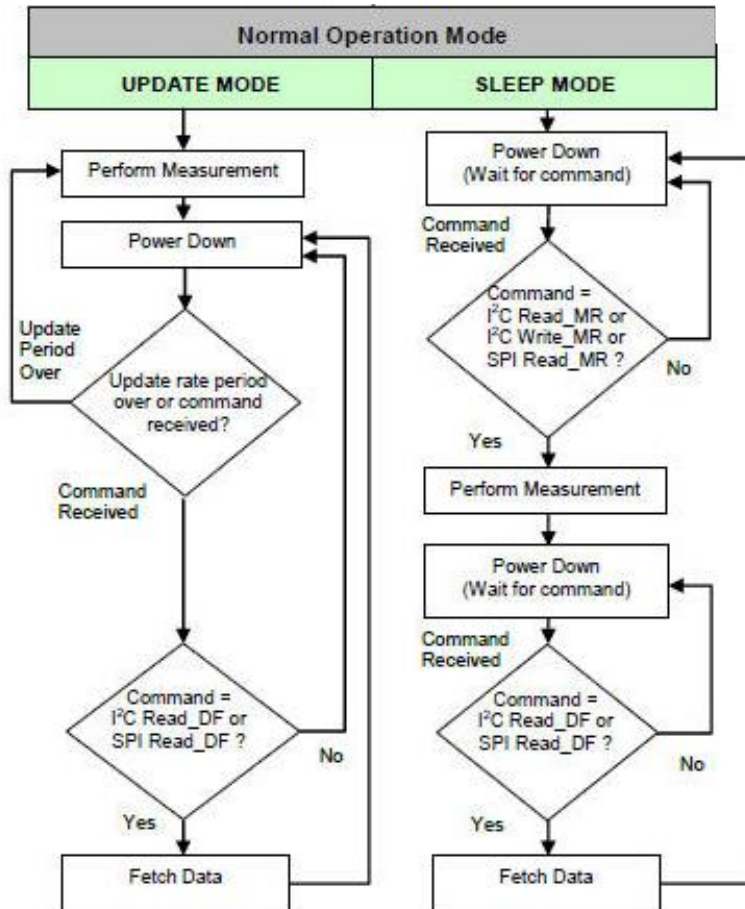 Normal Operation Mode
UPDATE MODE
Perform Measurement
Power Down
Update
Period
Over
Update rate period
over or command
received?
Command
Received
Command =
I²C Read_DF or
SPI Read_DF ?
No
Yes
Fetch Data
SLEEP MODE
Power Down
(Wait for command)
Command
Received
Command =
I²C Read_MR or
I²C Write_MR or
SPI Read_MR ?
No
Yes
Perform Measurement
Power Down
(Wait for command)
Command
Received
Command =
I²C Read_DF or
SPI Read_DF ?
No
Yes
Fetch Data